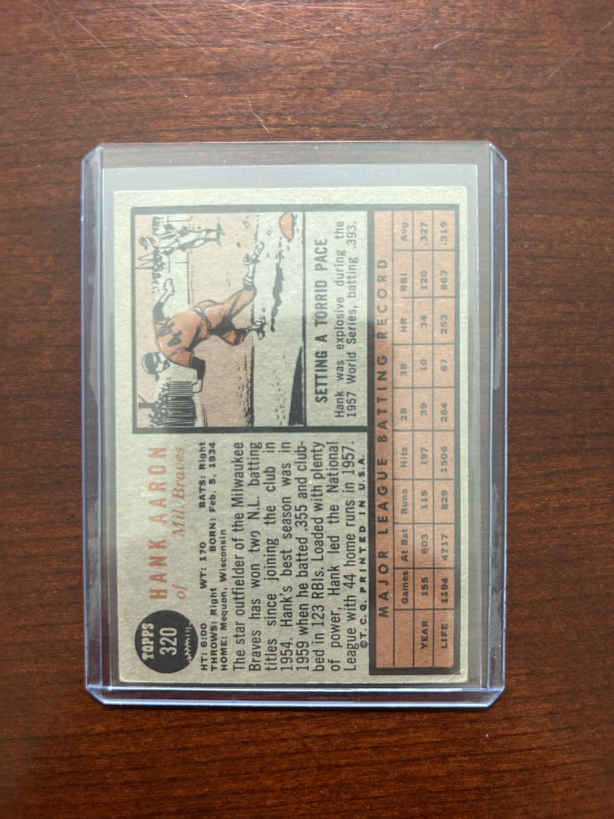 TOPPS
320
HANK AARON
of Mil. Braves
HT: 6:00 WT: 170 BATS: Right
THROWS: Right BORN: Feb. 5, 1934
HOME: Mequon, Wisconsin
The star outfielder of the Milwaukee
Braves has won two N.L. batting
titles since joining the club in
1954. Hank's best season was in
1959 when he batted .355 and club-
bed in 123 RBIs. Loaded with plenty
of power, Hank led the National
League with 44 home runs in 1957.
©T. C. G. PRINTED IN U.S.A.
44
SETTING A TORRID PACE
Hank was explosive during the
1957 World Series, batting .393.
MAJOR LEAGUE BATTING RECORD
Games At Bat Runs Hits 2B 3B HR RBI Avg
YEAR 155 603 115 197 39 10 34 120 .327
LIFE 1194 4717 829 1506 264 67 253 863 .319